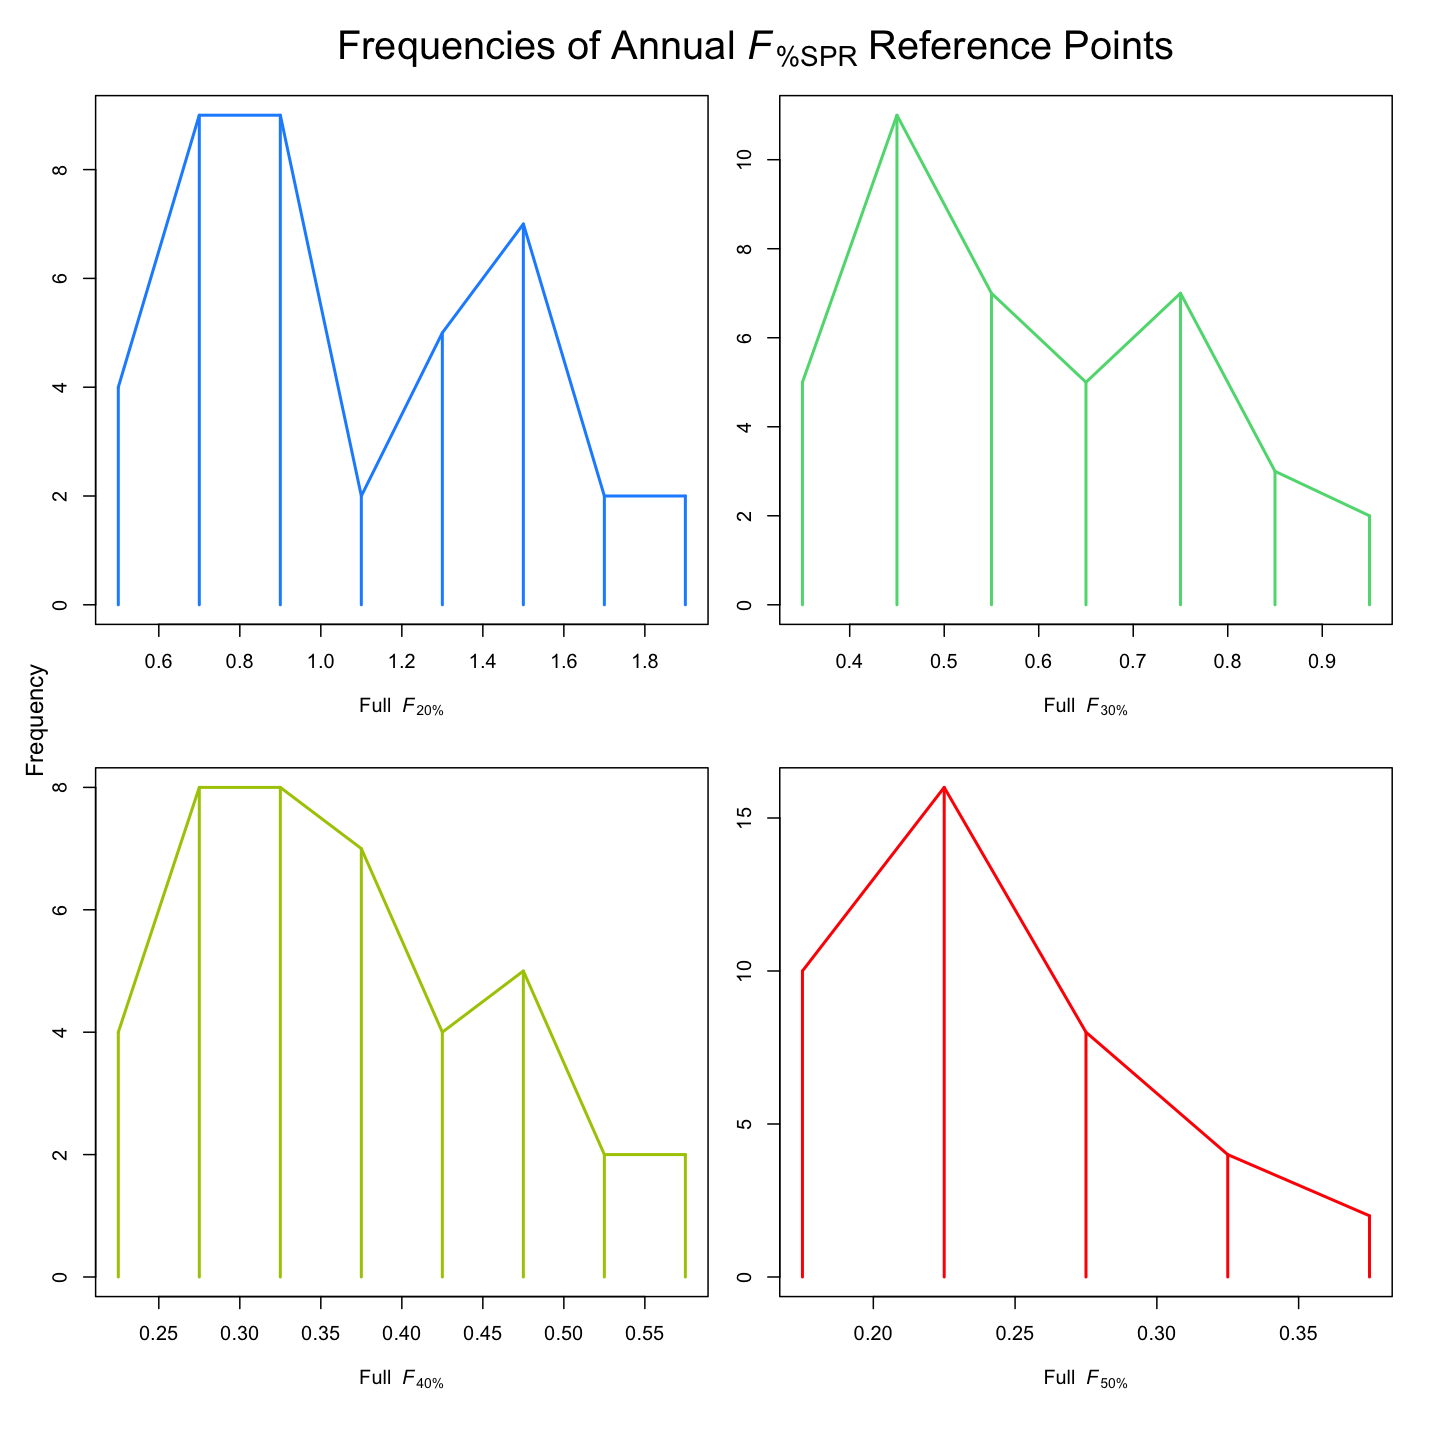 Frequencies of Annual F%SPR Reference Points
Frequency
0 2 4 6 8
0.6 0.8 1.0 1.2 1.4 1.6 1.8
Full F20%
0 2 4 6 8 10
0.4 0.5 0.6 0.7 0.8 0.9
Full F30%
0 2 4 6 8
0.25 0.30 0.35 0.40 0.45 0.50 0.55
Full F40%
0 5 10 15
0.20 0.25 0.30 0.35
Full F50%